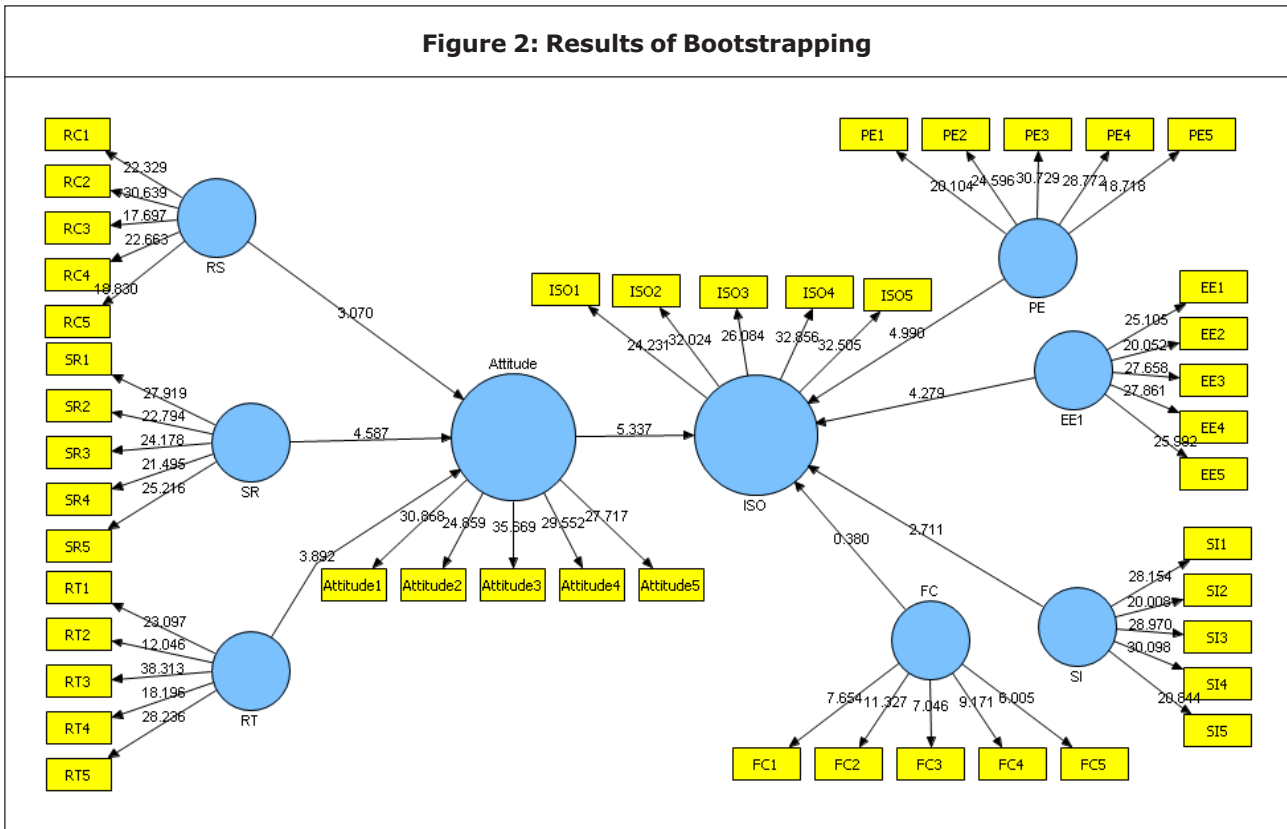 Figure 2: Results of Bootstrapping
RC1
RC2
RC3
RC4
RC5
22.329
30.639
17.697
22.663
18.830
RS
3.070
SR1
SR2
SR3
SR4
SR5
27.919
22.794
24.178
21.495
25.216
SR
4.587
RT1
RT2
RT3
RT4
RT5
23.097
12.046
38.313
18.196
28.236
RT
3.892
Attitude
30.868
24.859
35.669
29.552
27.717
Attitude1
Attitude2
Attitude3
Attitude4
Attitude5
5.337
ISO1
ISO2
ISO3
ISO4
ISO5
24.231
32.024
26.084
32.856
32.505
ISO
PE1
PE2
PE3
PE4
PE5
20.104
24.596
30.729
28.772
18.718
PE
4.990
EE1
EE2
EE3
EE4
EE5
25.105
20.052
27.658
27.861
25.992
EE1
4.279
SI1
SI2
SI3
SI4
SI5
28.154
20.008
28.970
30.098
20.844
SI
2.711
FC
0.380
7.654
11.327
7.046
9.171
6.005
FC1
FC2
FC3
FC4
FC5